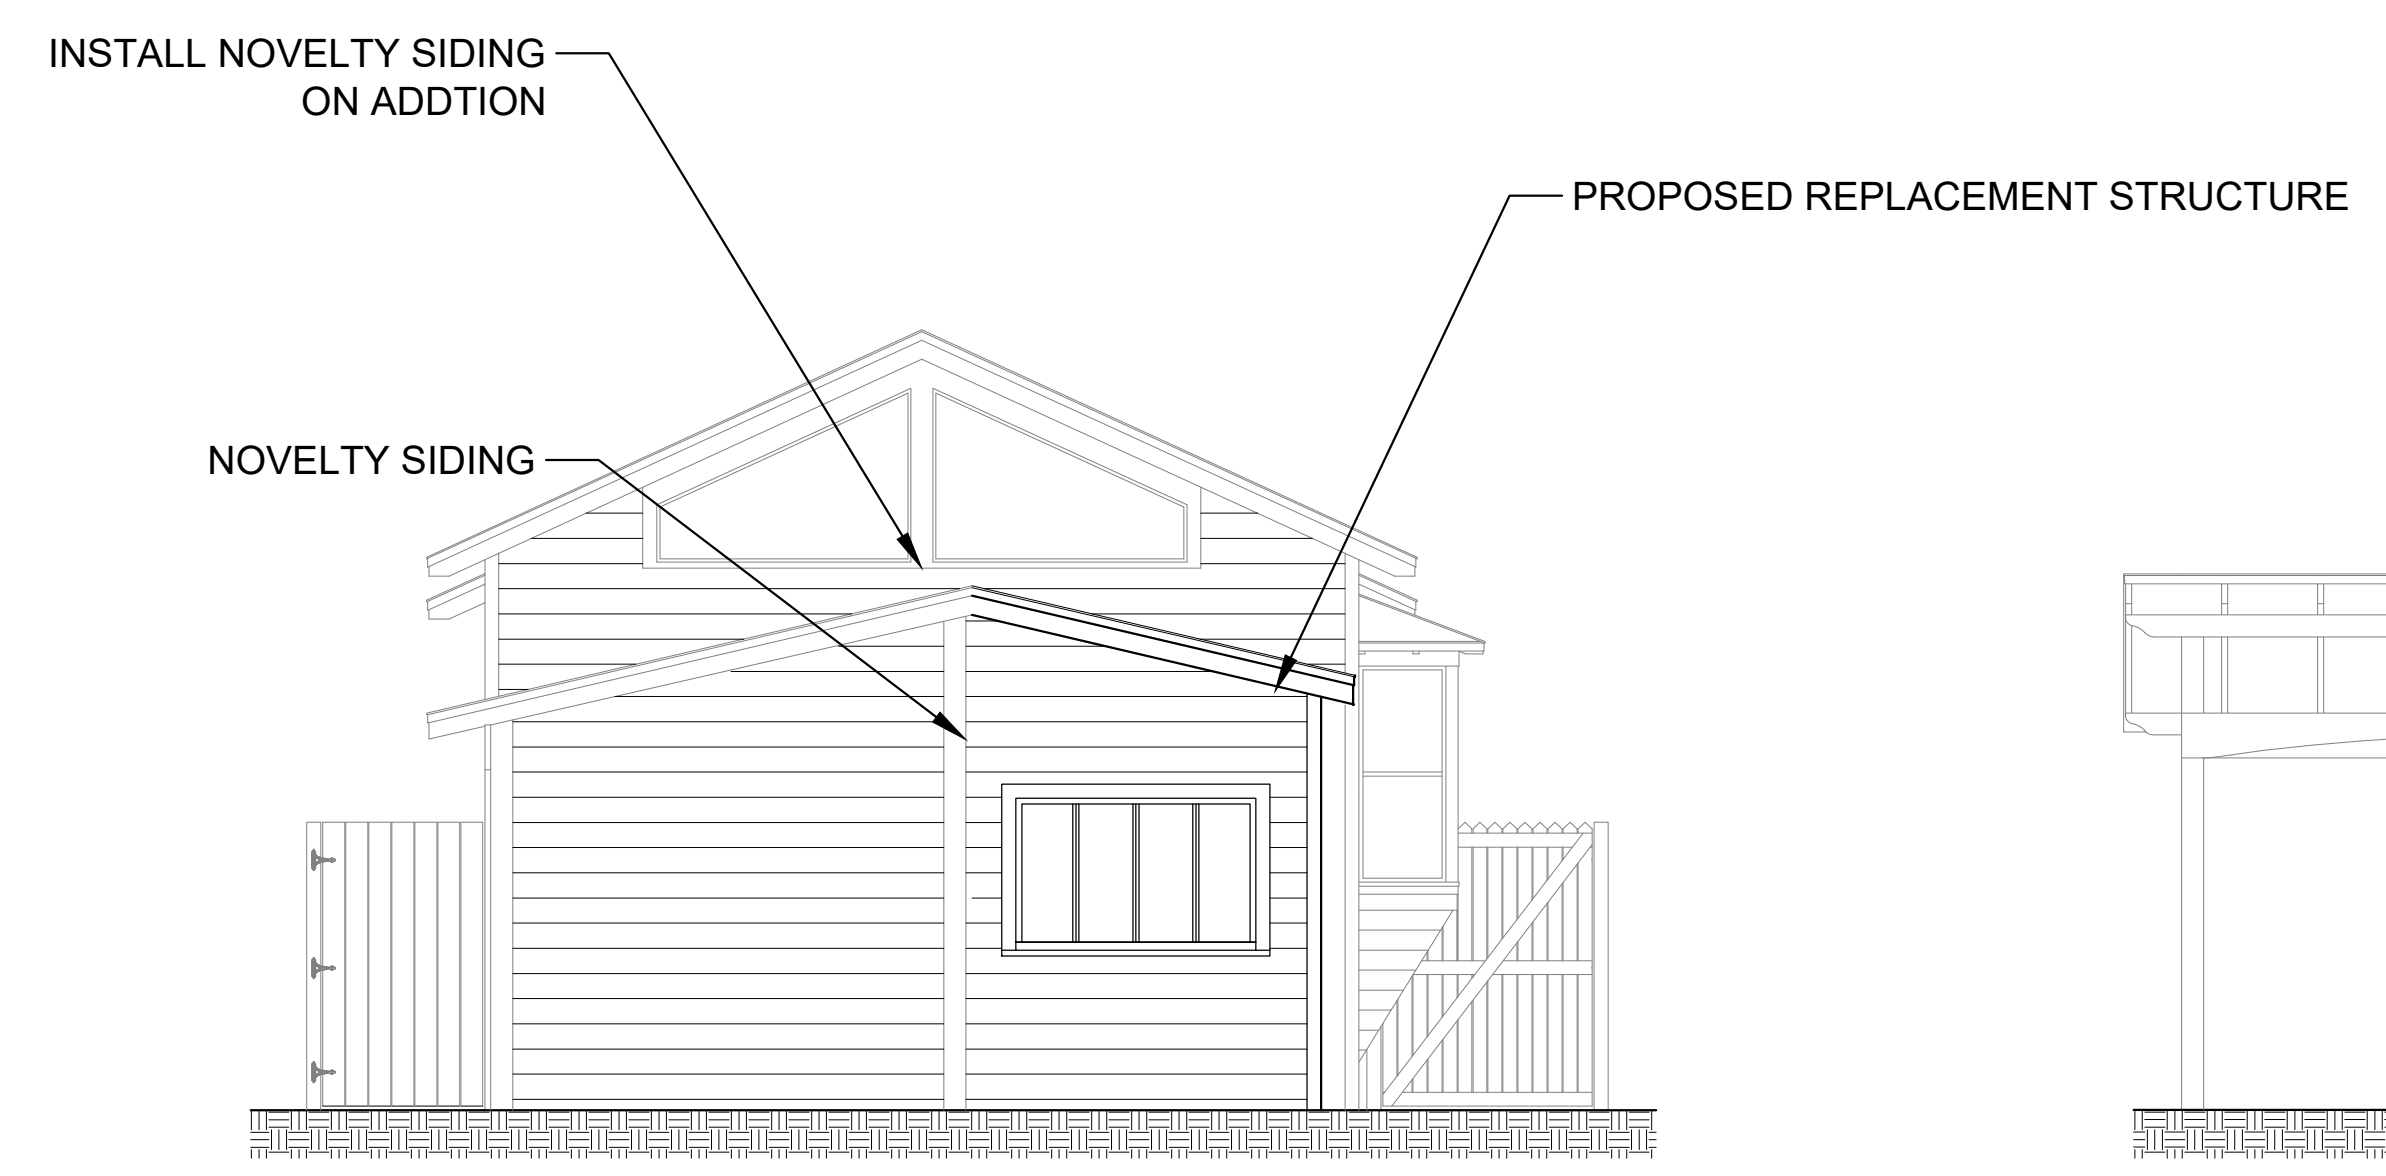 INSTALL NOVELTY SIDING
ON ADDTION
PROPOSED REPLACEMENT STRUCTURE
NOVELTY SIDING